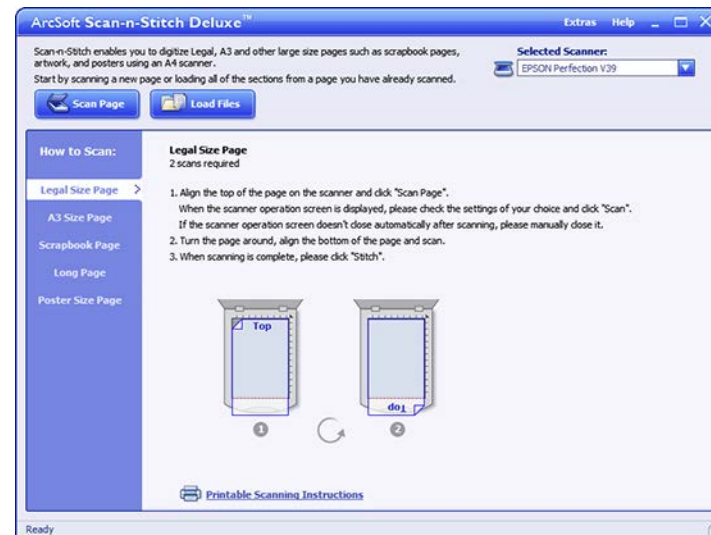 ArcSoft Scan-n-Stitch Deluxe™
Extras Help
Scan-n-Stitch enables you to digitize Legal, A3 and other large size pages such as scrapbook pages,
artwork, and posters using an A4 scanner.
Start by scanning a new page or loading all of the sections from a page you have already scanned.
Selected Scanner:
EPSON Perfection V39
Scan Page
Load Files
How to Scan:
Legal Size Page >
A3 Size Page
Scrapbook Page
Long Page
Poster Size Page
Legal Size Page
2 scans required
1. Align the top of the page on the scanner and click "Scan Page".
When the scanner operation screen is displayed, please check the settings of your choice and click "Scan".
If the scanner operation screen doesn't close automatically after scanning, please manually close it.
2. Turn the page around, align the bottom of the page and scan.
3. When scanning is complete, please click "Stitch".
Top
Top
1
2
Printable Scanning Instructions
Ready